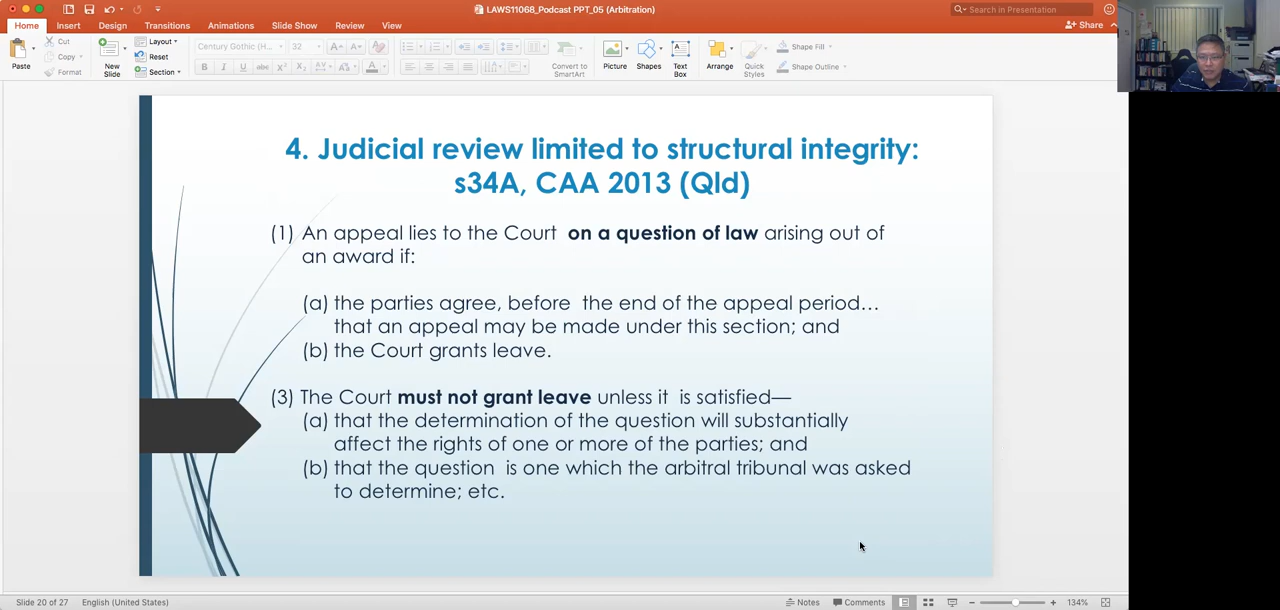 LAWS11068_Podcast PPT_05 (Arbitration)
Search in Presentation
Home Insert Design Transitions Animations Slide Show Review View
Share
Paste
Cut
Copy
Format
New Slide
Layout
Reset
Section
Century Gothic (H... 32
Convert to SmartArt
Picture
Shapes
Text Box
Arrange
Quick Styles
Shape Fill
Shape Outline
4. Judicial review limited to structural integrity:
s34A, CAA 2013 (Qld)
(1) An appeal lies to the Court on a question of law arising out of
an award if:
(a) the parties agree, before the end of the appeal period…
that an appeal may be made under this section; and
(b) the Court grants leave.
(3) The Court must not grant leave unless it is satisfied—
(a) that the determination of the question will substantially
affect the rights of one or more of the parties; and
(b) that the question is one which the arbitral tribunal was asked
to determine; etc.
Slide 20 of 27 English (United States) Notes Comments 134%